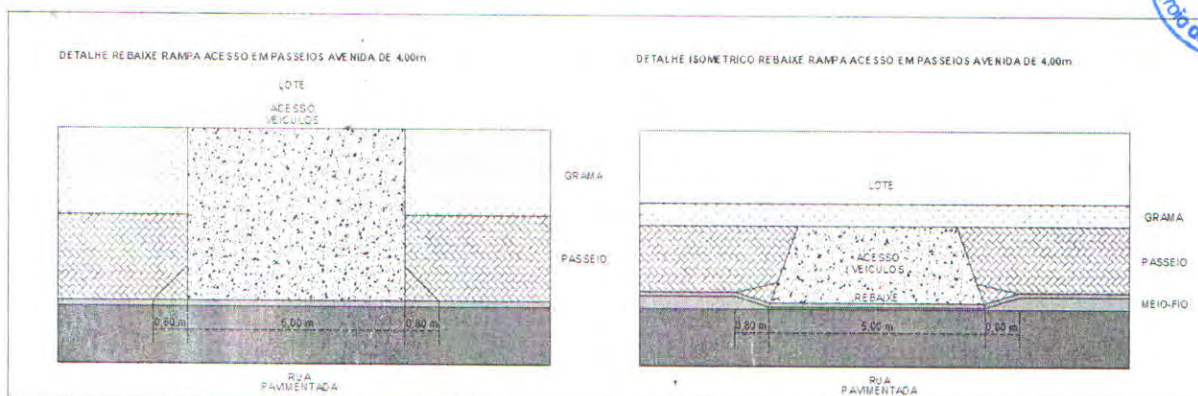 DETALHE REBAIXE RAMPA ACESSO EM PASSEIOS AVENIDA DE 4,00m
LOTE
ACESSO
VEICULOS
GRAMA
PASSEIO
0,80 m
5,00 m
0,80 m
RUA
PAVIMENTADA
DETALHE ISOMETRICO REBAIXE RAMPA ACESSO EM PASSEIOS AVENIDA DE 4,00m
LOTE
GRAMA
ACESSO
VEICULOS
PASSEIO
REBAIXE
MEIO-FIO
0,80 m
5,00 m
0,80 m
RUA
PAVIMENTADA